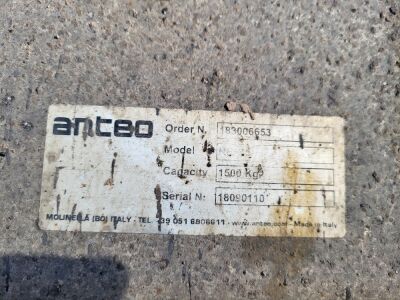 anteo
Order N. 183006653
Model
Capacity 1500 Kg
Serial N: 18090110
MOLINELLA (BO) ITALY - TEL +39 051 6906611 - www.anteo.com - Made in Italy